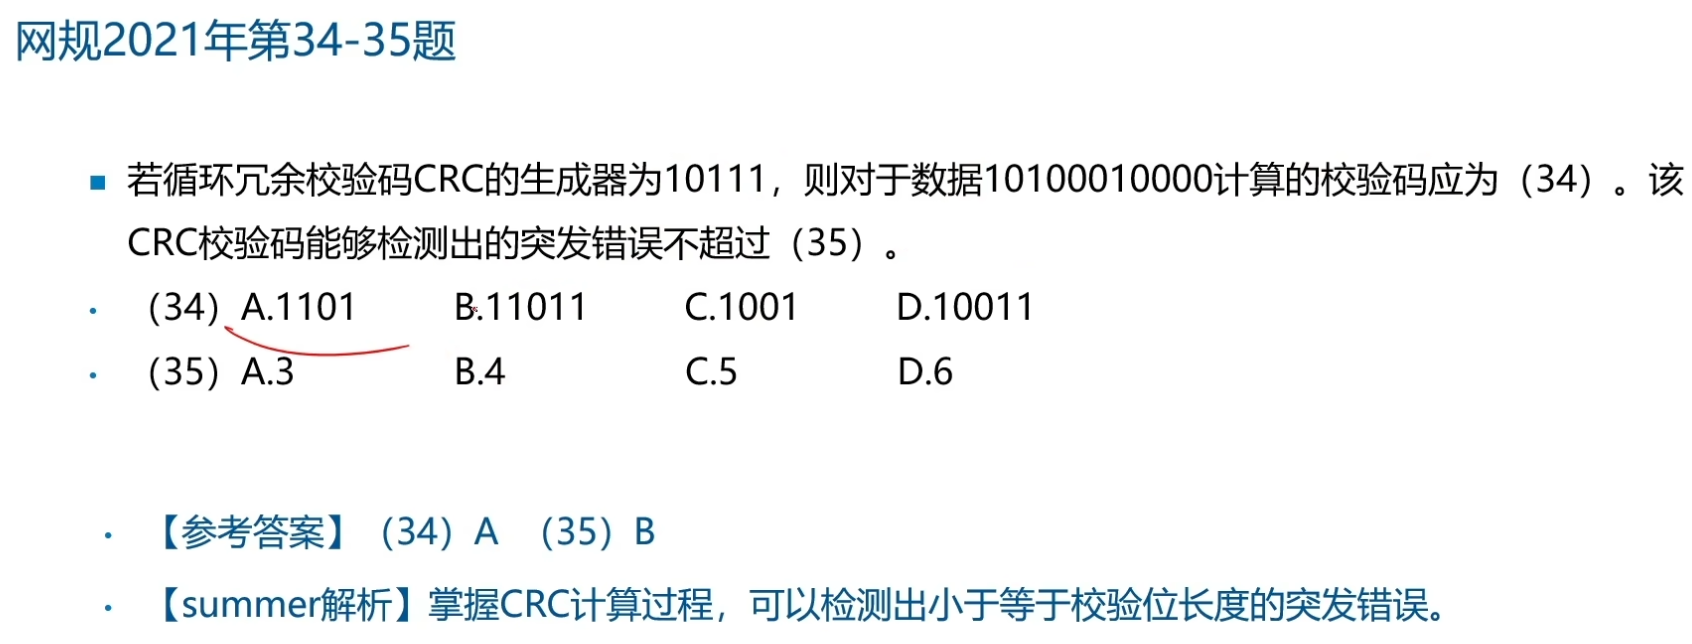 网规2021年第34-35题
若循环冗余校验码CRC的生成器为10111，则对于数据10100010000计算的校验码应为（34）。该
CRC校验码能够检测出的突发错误不超过（35）。
（34）A.1101 B.11011 C.1001 D.10011
（35）A.3 B.4 C.5 D.6
【参考答案】（34）A （35）B
【summer解析】掌握CRC计算过程，可以检测出小于等于校验位长度的突发错误。